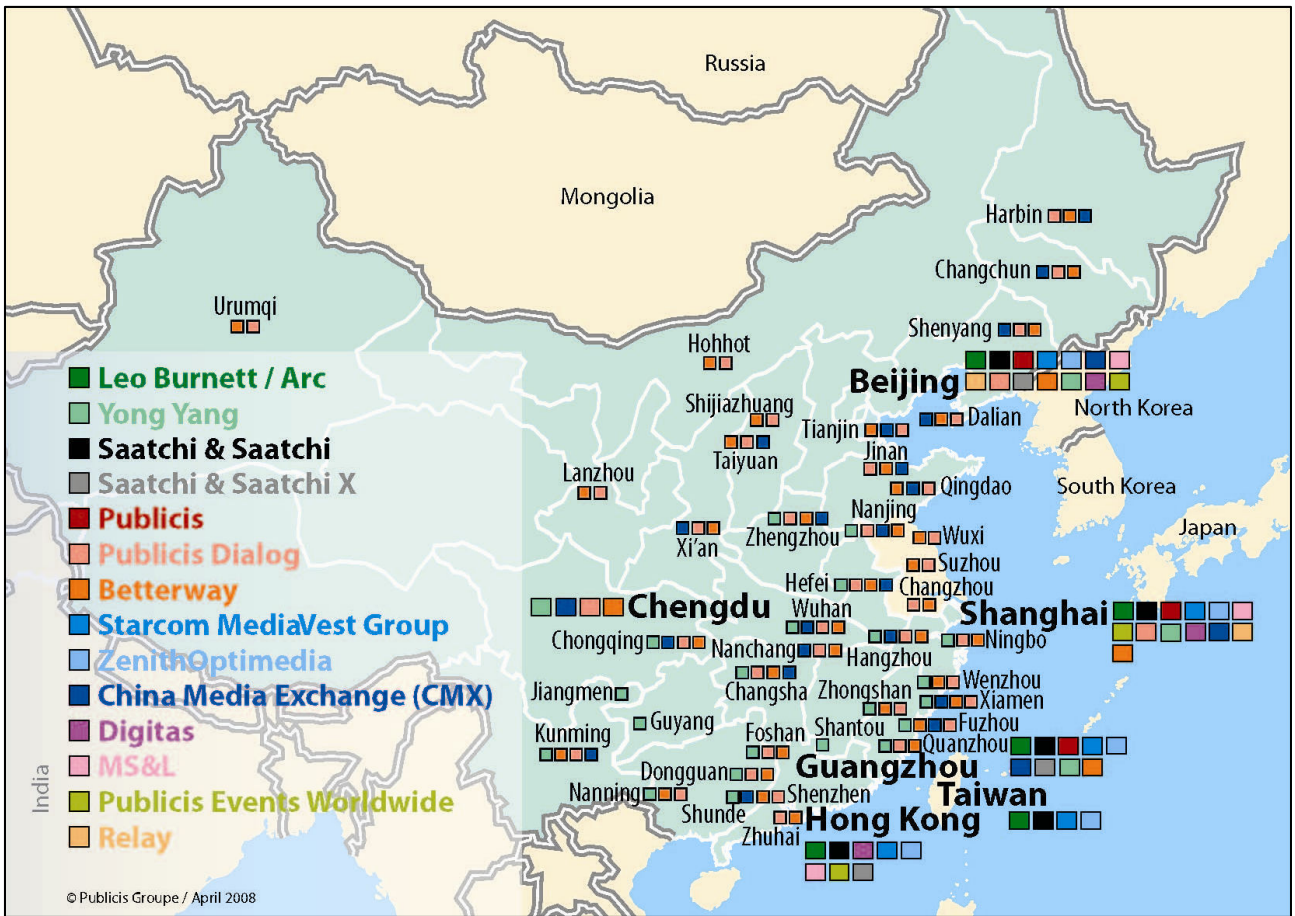 Russia
Mongolia
Harbin
Changchun
Urumqi
Shenyang
Hohhot
Beijing
Leo Burnett / Arc
Yong Yang
Saatchi & Saatchi
Saatchi & Saatchi X
Publicis
Publicis Dialog
Betterway
Starcom MediaVest Group
ZenithOptimedia
China Media Exchange (CMX)
Digitas
MS&L
Publicis Events Worldwide
Relay
India
© Publicis Groupe / April 2008
North Korea
Shijiazhuang
Dalian
Tianjin
Taiyuan
Jinan
Lanzhou
Qingdao
South Korea
Nanjing
Japan
Xi'an
Zhengzhou
Wuxi
Suzhou
Hefei
Changzhou
Chengdu
Wuhan
Shanghai
Chongqing
Nanchang
Hangzhou
Ningbo
Changsha
Zhongshan
Wenzhou
Jiangmen
Xiamen
Guyang
Shantou
Fuzhou
Kunming
Foshan
Quanzhou
Guangzhou
Dongguan
Nanning
Shenzhen
Taiwan
Shunde
Zhuhai
Hong Kong